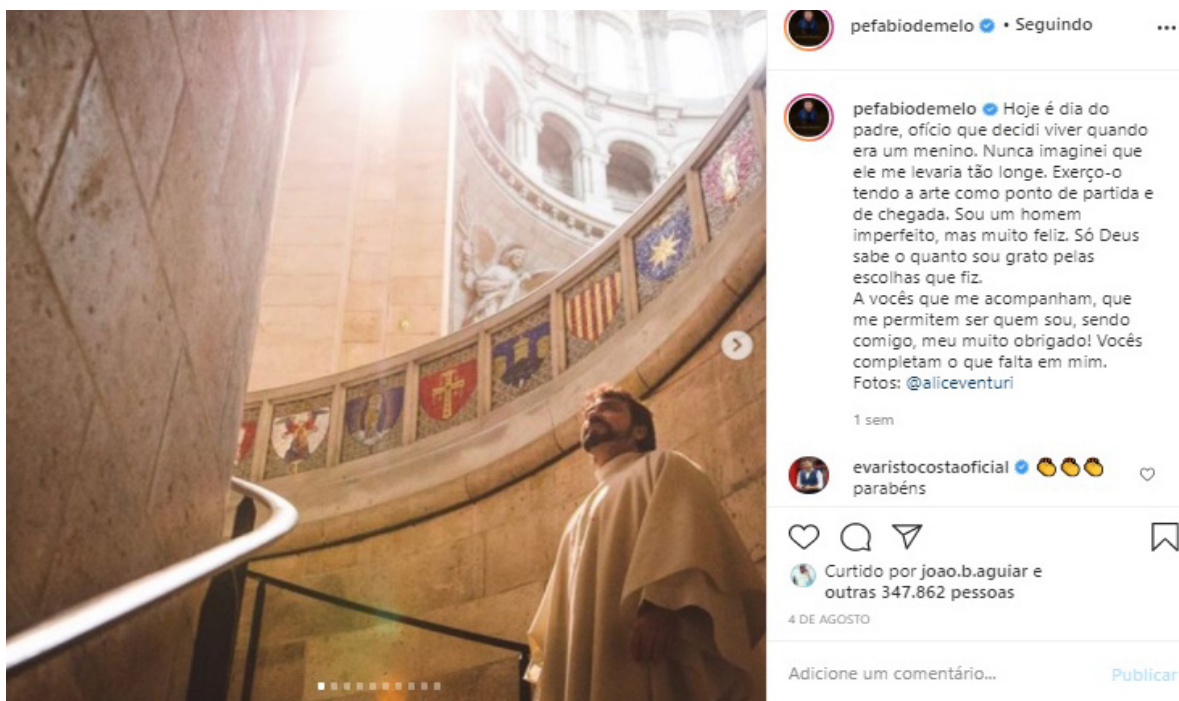 pefabiodemelo • Seguindo
pefabiodemelo Hoje é dia do
padre, ofício que decidi viver quando
era um menino. Nunca imaginei que
ele me levaria tão longe. Exerço-o
tendo a arte como ponto de partida e
de chegada. Sou um homem
imperfeito, mas muito feliz. Só Deus
sabe o quanto sou grato pelas
escolhas que fiz.
A vocês que me acompanham, que
me permitem ser quem sou, sendo
comigo, meu muito obrigado! Vocês
completam o que falta em mim.
Fotos: @aliceventuri
1 sem
evaristocostaoficial 👏👏👏
parabéns
Curtido por joao.b.aguiar e
outras 347.862 pessoas
4 DE AGOSTO
Adicione um comentário... Publicar